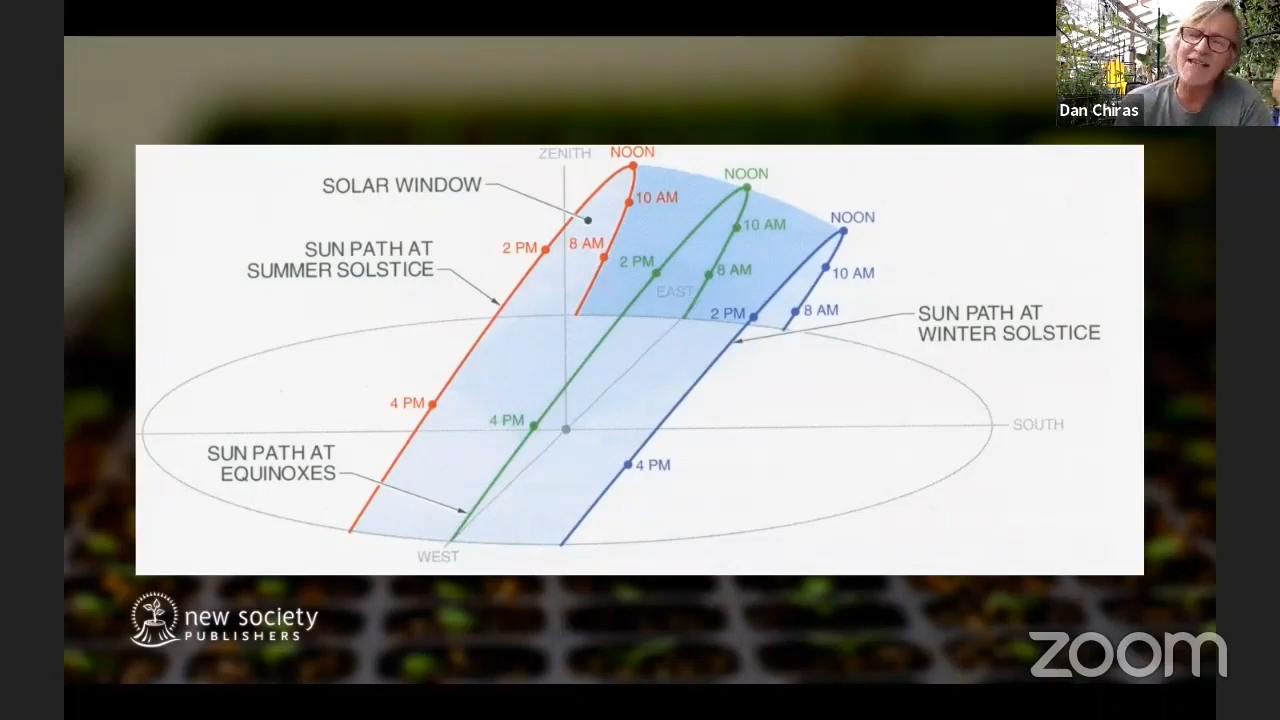 Dan Chiras
ZENITH
NOON
SOLAR WINDOW
10 AM
NOON
SUN PATH AT
SUMMER SOLSTICE
2 PM
8 AM
10 AM
NOON
2 PM
8 AM
10 AM
EAST
2 PM
8 AM
SUN PATH AT
WINTER SOLSTICE
4 PM
4 PM
SOUTH
SUN PATH AT
EQUINOXES
4 PM
WEST
new society
PUBLISHERS
zoom